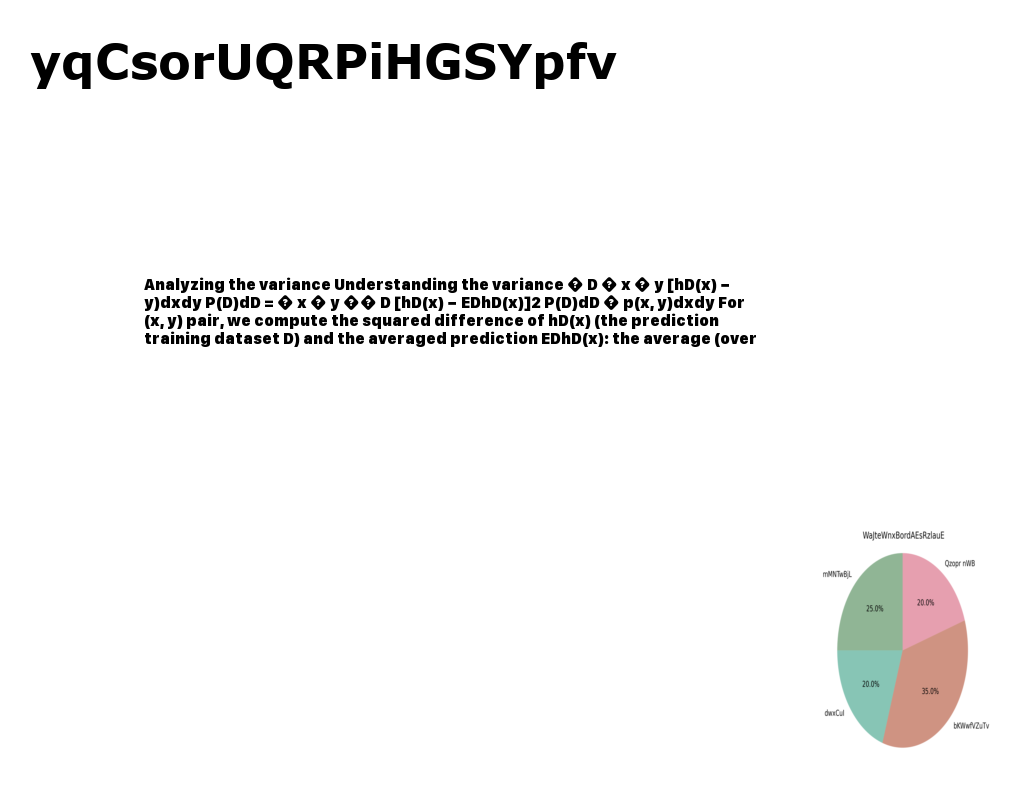 yqCsorUQRPiHGSYpfv
Analyzing the variance Understanding the variance � D � x � y [hD(x) −
y)dxdy P(D)dD = � x � y �� D [hD(x) − EDhD(x)]2 P(D)dD � p(x, y)dxdy For
(x, y) pair, we compute the squared difference of hD(x) (the prediction
training dataset D) and the averaged prediction EDhD(x): the average (over
WaJteWnxBordAEsRzlauE
Qzopr nWB
mMNTwBjL
20.0%
25.0%
20.0%
35.0%
dwxCuI
bKWwfVZuTv